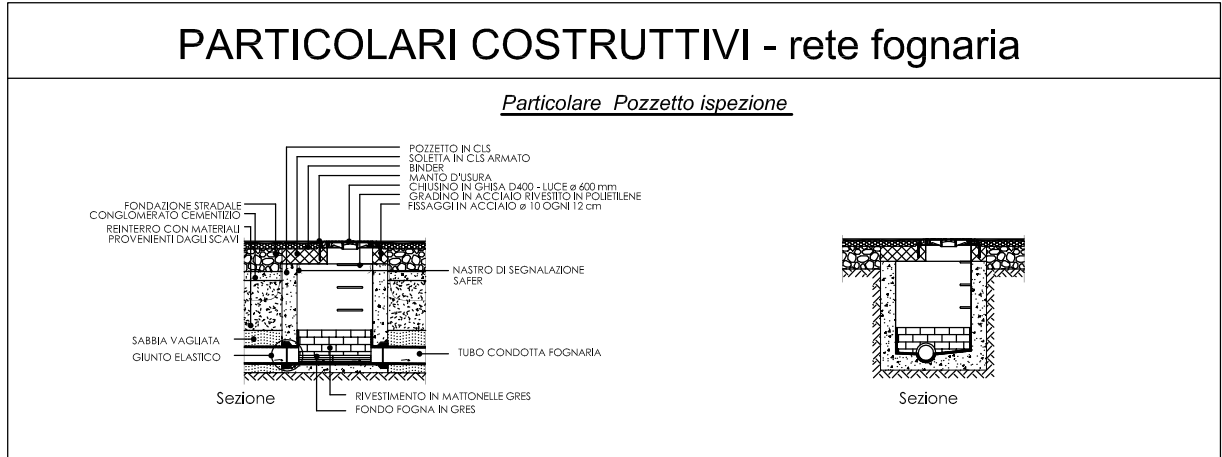 PARTICOLARI COSTRUTTIVI - rete fognaria
Particolare Pozzetto ispezione
POZZETTO IN CLS
SOLETTA IN CLS ARMATO
BINDER
MANTO D'USURA
CHIUSINO IN GHISA D400 - LUCE ø 600 mm
GRADINO IN ACCIAIO RIVESTITO IN POLIETILENE
FISSAGGI IN ACCIAIO ø 10 OGNI 12 cm
FONDAZIONE STRADALE
CONGLOMERATO CEMENTIZIO
REINTERRO CON MATERIALI
PROVENIENTI DAGLI SCAVI
NASTRO DI SEGNALAZIONE
SAFER
SABBIA VAGLIATA
GIUNTO ELASTICO
TUBO CONDOTTA FOGNARIA
RIVESTIMENTO IN MATTONELLE GRES
FONDO FOGNA IN GRES
Sezione
Sezione